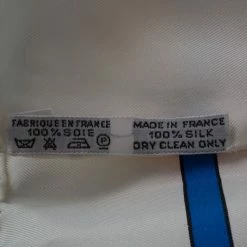 FABRIQUE EN FRANCE
100% SOIE
P
MADE IN FRANCE
100% SILK
DRY CLEAN ONLY